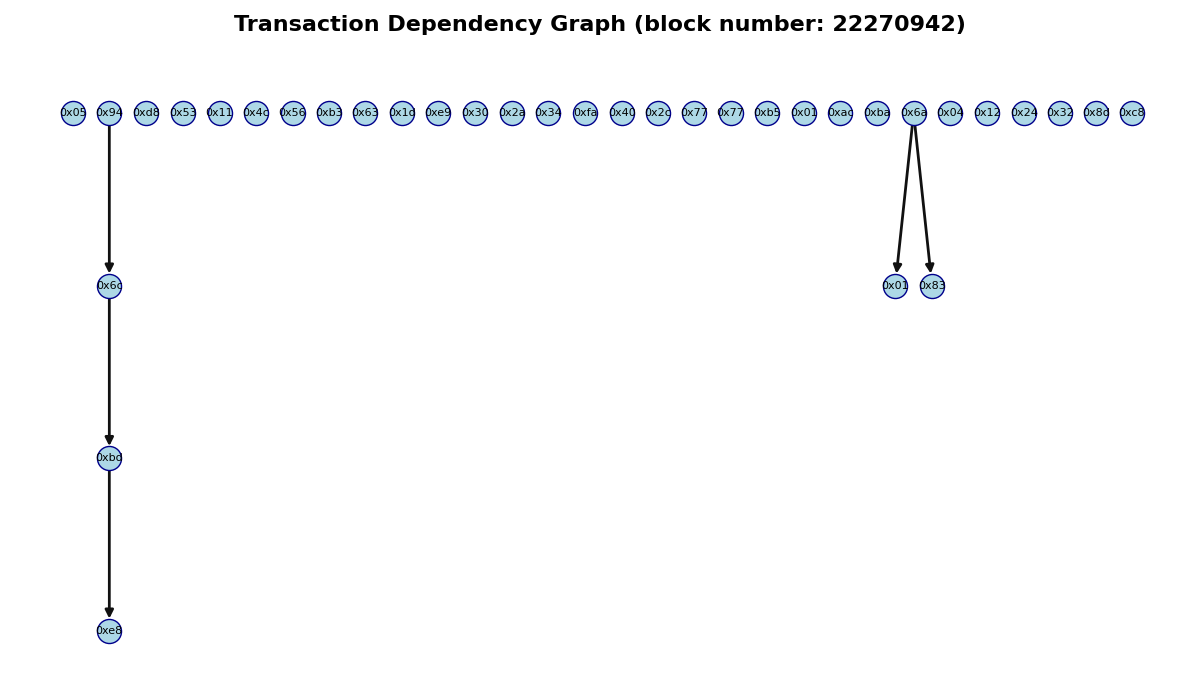 Transaction Dependency Graph (block number: 22270942)
0x05 0x94 0xd8 0x53 0x11 0x4c 0x56 0xb3 0x63 0x1d 0xe9 0x30 0x2a 0x34 0xfa 0x40 0x2c 0x77 0x77 0xb5 0x01 0xac 0xba 0x6a 0x04 0x12 0x24 0x32 0x8d 0xc8
0x6c 0x01 0x83
0xbd
0xe8